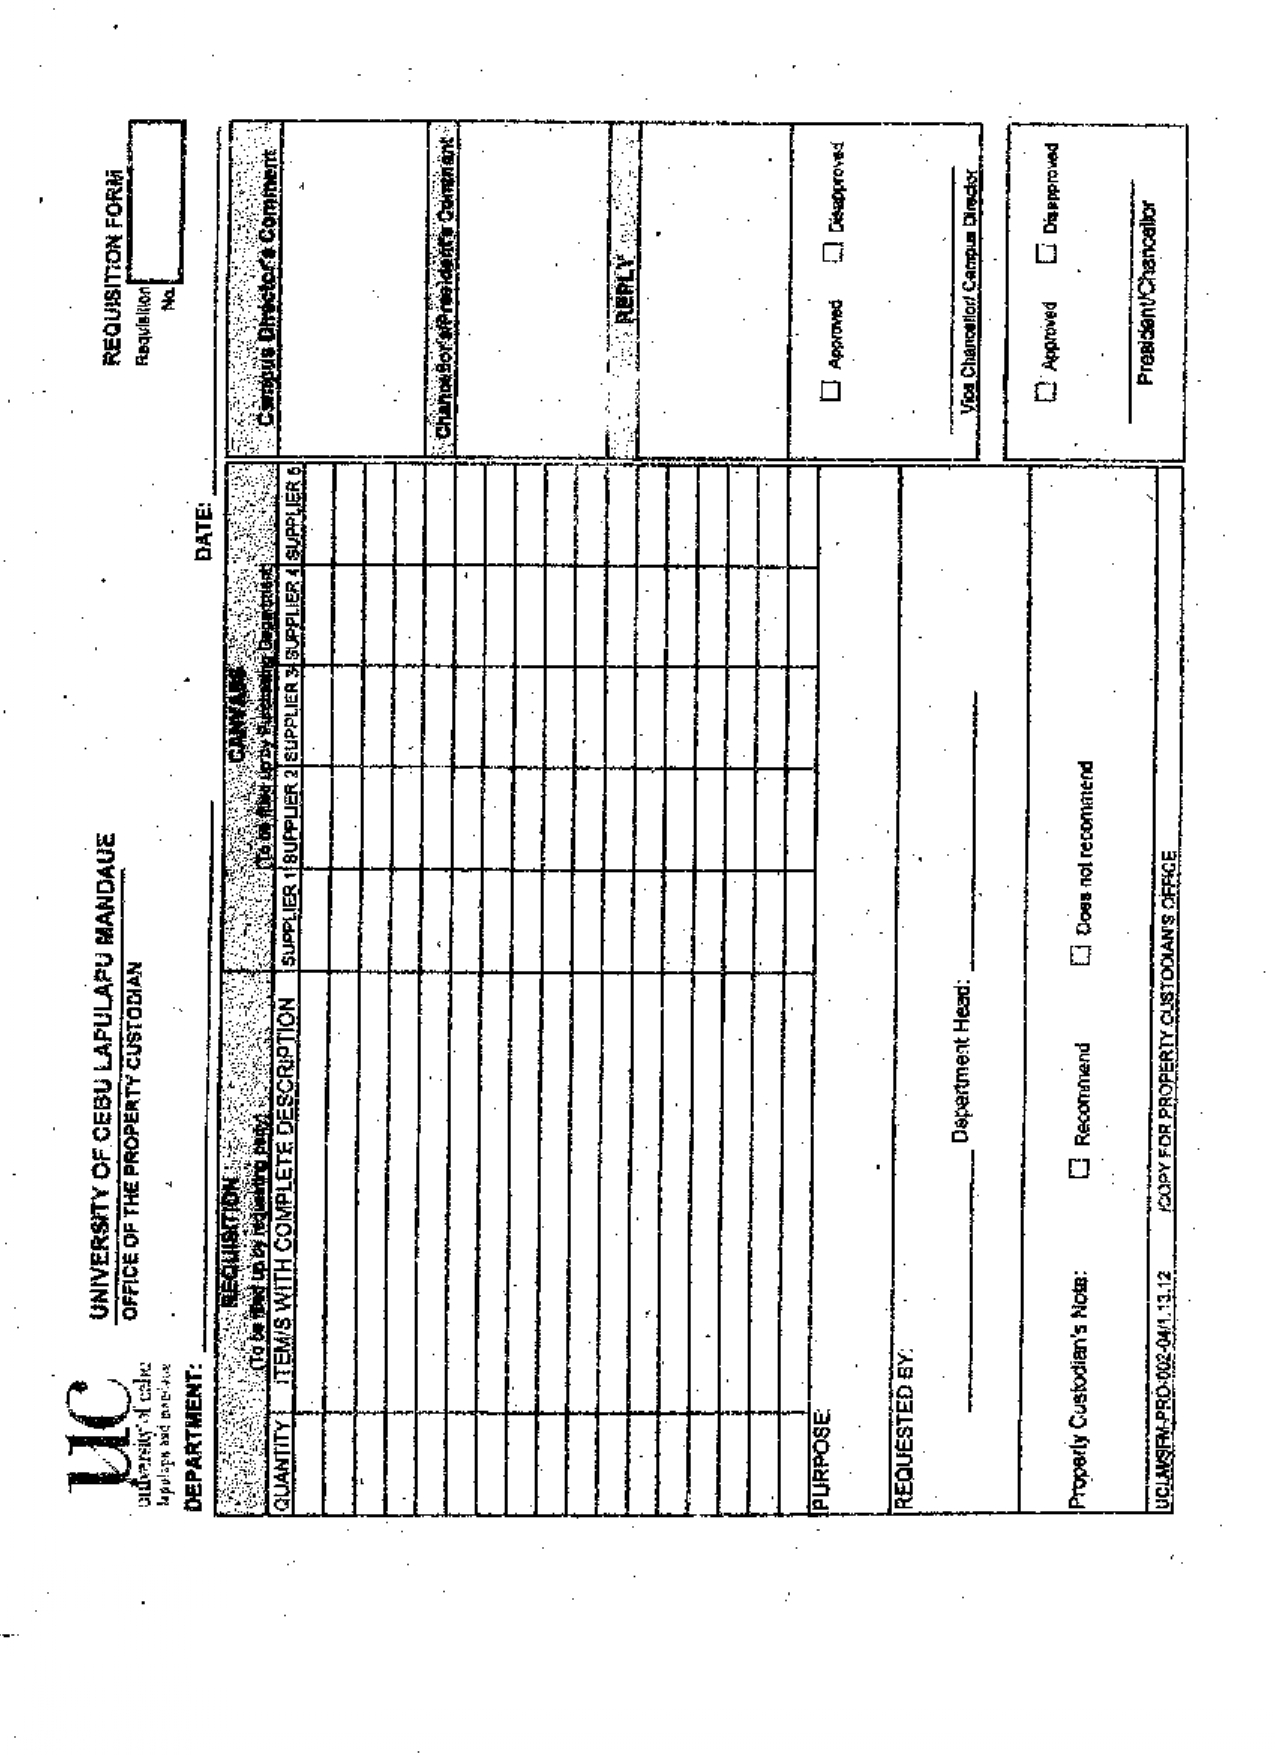 UC
university of cebu
lapulapu and mandaue
UNIVERSITY OF CEBU LAPULAPU MANDAUE
OFFICE OF THE PROPERTY CUSTODIAN
REQUISITION FORM
Requisition
No.
DEPARTMENT:
DATE:
REQUISITION
(To be filled up by requesting party)
CANVASS
(To be filled up by Purchasing Department)
QUANTITY
ITEM/S WITH COMPLETE DESCRIPTION
SUPPLIER 1
SUPPLIER 2
SUPPLIER 3
SUPPLIER 4
SUPPLIER 5
Campus Director's Comment
Chancellor's/President's Comment
REPLY
Approved
Disapproved
Vice Chancellor/ Campus Director
Approved
Disapproved
President/Chancellor
PURPOSE:
REQUESTED BY:
Department Head:
Property Custodian's Note:
Recommend
Does not recommend
UCLM/SFM-PRO-002-04/1.13.12
/COPY FOR PROPERTY CUSTODIAN'S OFFICE